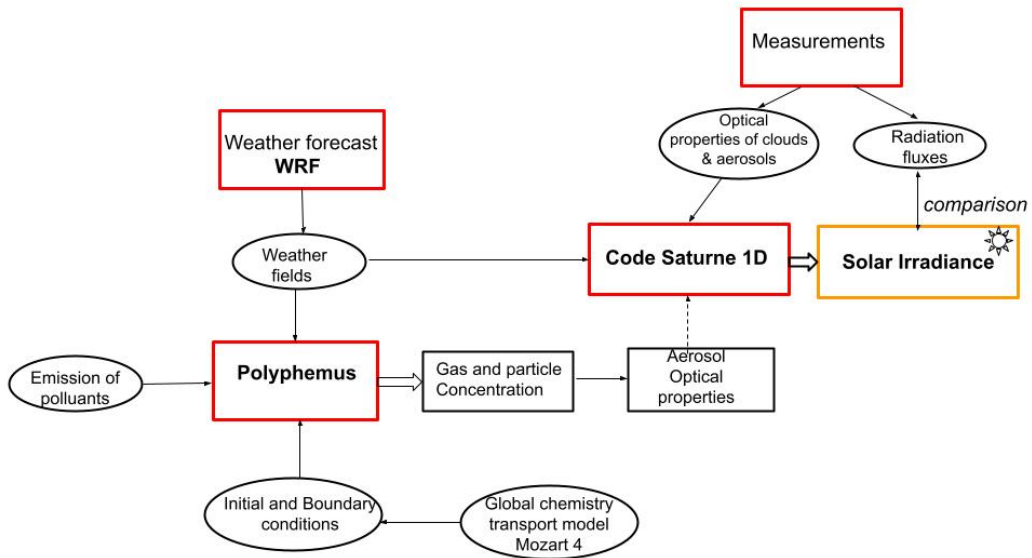 Measurements
Optical
properties of clouds
& aerosols
Radiation
fluxes
Weather forecast
WRF
comparison
Weather
fields
Code Saturne 1D
Solar Irradiance
Emission of
polluants
Polyphemus
Gas and particle
Concentration
Aerosol
Optical
properties
Initial and Boundary
conditions
Global chemistry
transport model
Mozart 4